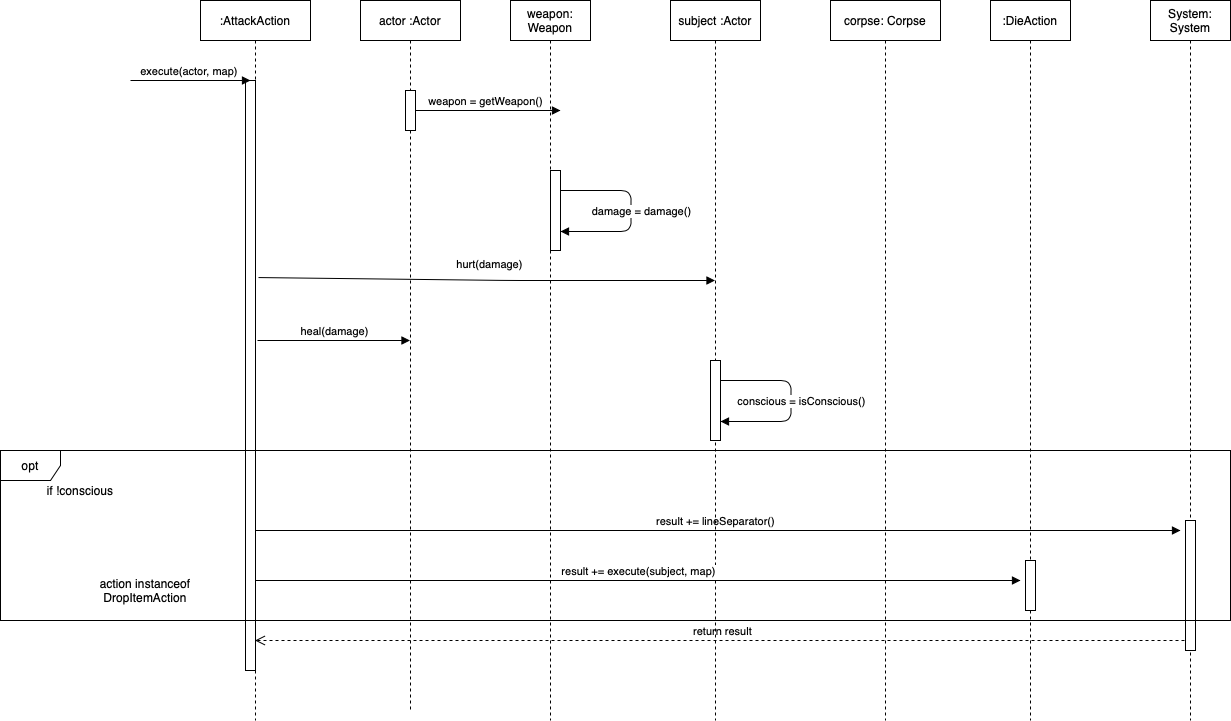 :AttackAction
actor :Actor
weapon:
Weapon
subject :Actor
corpse: Corpse
:DieAction
System:
System
execute(actor, map)
weapon = getWeapon()
damage = damage()
hurt(damage)
heal(damage)
conscious = isConscious()
opt
if !conscious
result += lineSeparator()
result += execute(subject, map)
action instanceof
DropItemAction
return result